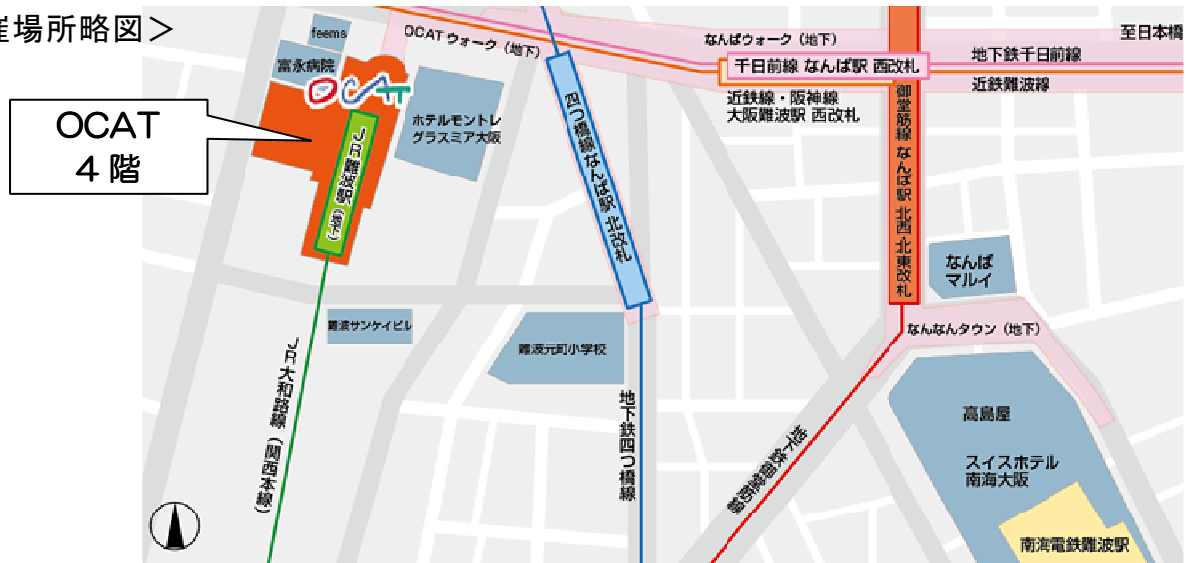 催場所略図＞
feems
富永病院
OCAT
OCAT
4 階
JR難波駅（地下）
ホテルモントレ
グラスミア大阪
OCATウォーク（地下）
なんばウォーク（地下）
至日本橋
地下鉄千日前線
千日前線 なんば駅 西改札
近鉄難波線
近鉄線・阪神線
大阪難波駅 西改札
四つ橋線なんば駅 北改札
御堂筋線 なんば駅 北西 北東改札
なんば
マルイ
なんなんタウン（地下）
難波サンケイビル
難波元町小学校
JR大和路線（関西本線）
地下鉄四つ橋線
地下鉄御堂筋線
高島屋
スイスホテル
南海大阪
南海電鉄難波駅